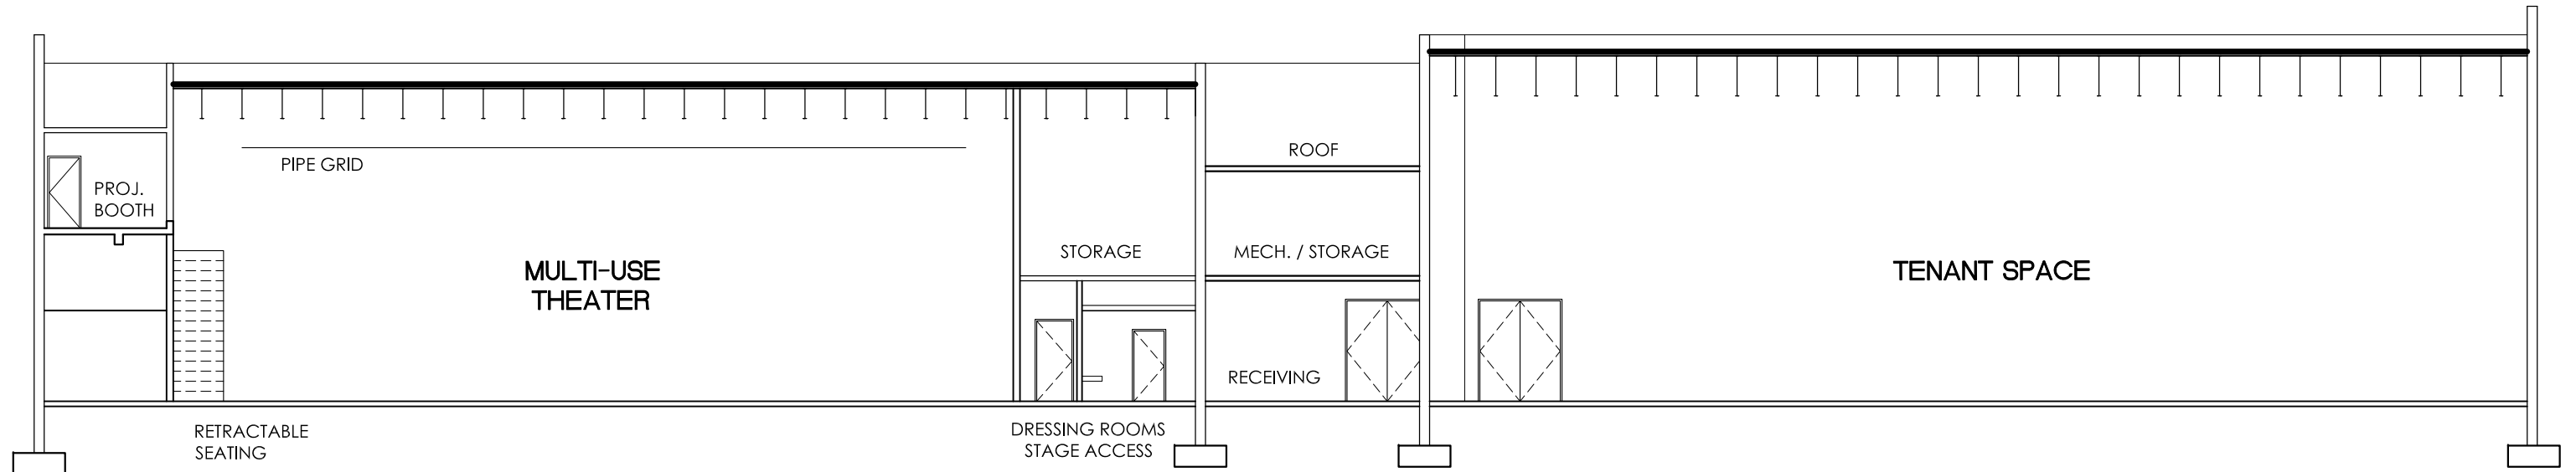 PROJ.
BOOTH
PIPE GRID
MULTI-USE
THEATER
RETRACTABLE
SEATING
STORAGE
DRESSING ROOMS
STAGE ACCESS
ROOF
MECH. / STORAGE
RECEIVING
TENANT SPACE